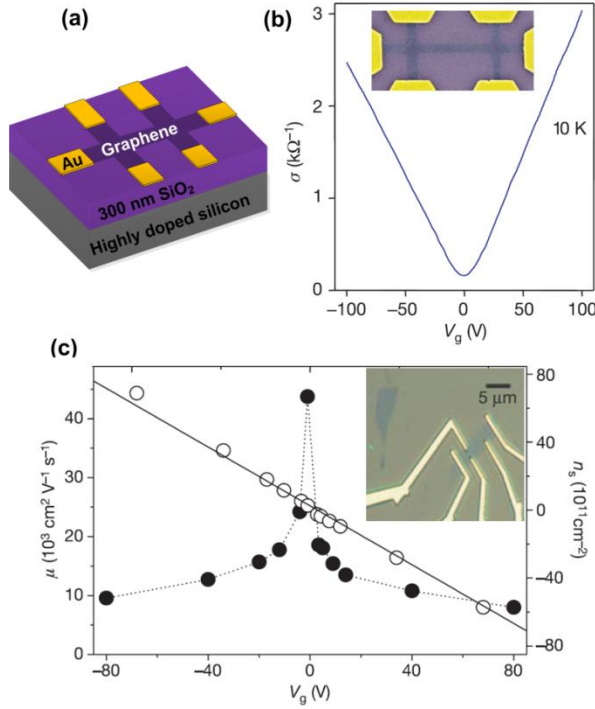 (a)
Au
Graphene
300 nm SiO₂
Highly doped silicon
(b)
3
2
1
0
σ (kΩ⁻¹)
10 K
−100
−50
0
50
100
V_g (V)
(c)
40
30
20
10
0
μ (10³ cm² V⁻¹ s⁻¹)
5 μm
80
40
0
−40
−80
n_s (10¹¹cm⁻²)
−80
−40
0
40
80
V_g (V)